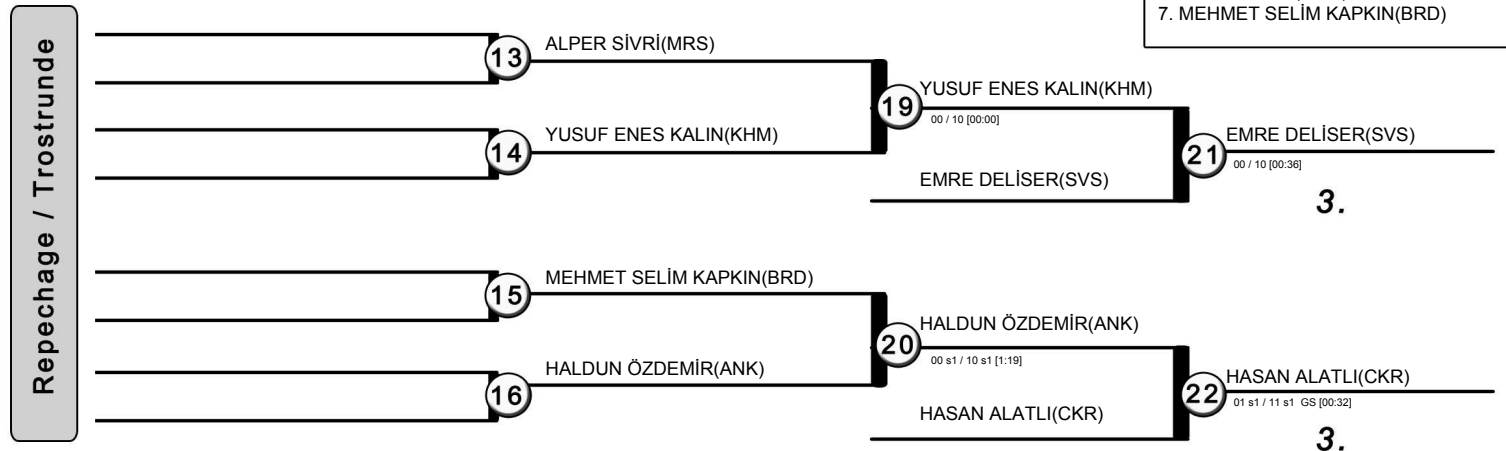 Repechage / Trostrunde
7. MEHMET SELİM KAPKIN(BRD)
13
ALPER SİVRİ(MRS)
14
YUSUF ENES KALIN(KHM)
19
YUSUF ENES KALIN(KHM)
00 / 10 [00:00]
EMRE DELİSER(SVS)
21
EMRE DELİSER(SVS)
00 / 10 [00:36]
3.
15
MEHMET SELİM KAPKIN(BRD)
16
HALDUN ÖZDEMİR(ANK)
20
HALDUN ÖZDEMİR(ANK)
00 s1 / 10 s1 [1:19]
HASAN ALATLI(CKR)
22
HASAN ALATLI(CKR)
01 s1 / 11 s1 GS [00:32]
3.